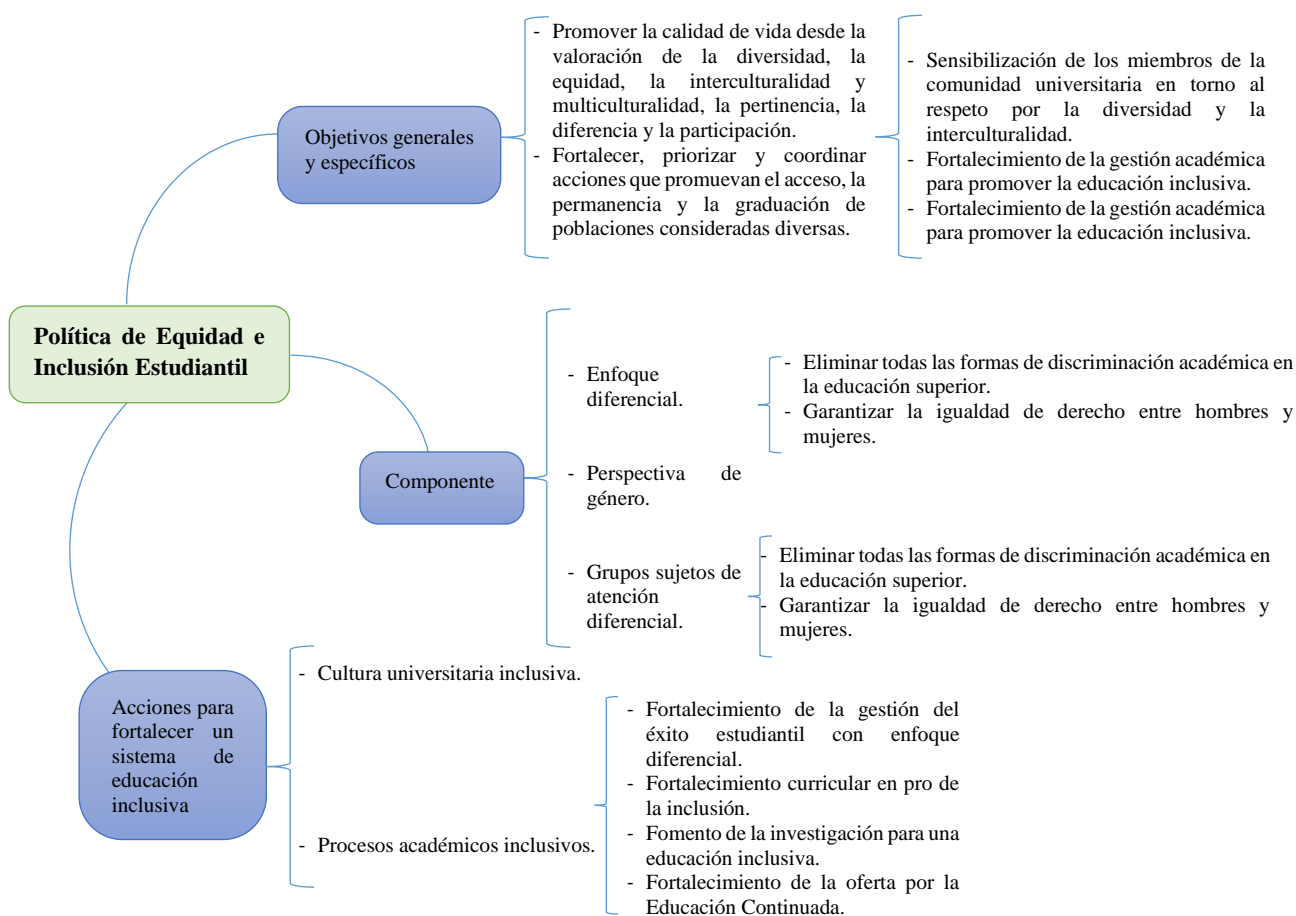 Política de Equidad e
Inclusión Estudiantil
Objetivos generales
y específicos
- Promover la calidad de vida desde la
valoración de la diversidad, la
equidad, la interculturalidad y
multiculturalidad, la pertinencia, la
diferencia y la participación.
- Fortalecer, priorizar y coordinar
acciones que promuevan el acceso, la
permanencia y la graduación de
poblaciones consideradas diversas.
- Sensibilización de los miembros de la
comunidad universitaria en torno al
respeto por la diversidad y la
interculturalidad.
- Fortalecimiento de la gestión académica
para promover la educación inclusiva.
- Fortalecimiento de la gestión académica
para promover la educación inclusiva.
Componente
- Enfoque
diferencial.
- Eliminar todas las formas de discriminación académica en
la educación superior.
- Garantizar la igualdad de derecho entre hombres y
mujeres.
- Perspectiva de
género.
- Grupos sujetos de
atención
diferencial.
- Eliminar todas las formas de discriminación académica en
la educación superior.
- Garantizar la igualdad de derecho entre hombres y
mujeres.
Acciones para
fortalecer un
sistema de
educación
inclusiva
- Cultura universitaria inclusiva.
- Procesos académicos inclusivos.
- Fortalecimiento de la gestión del
éxito estudiantil con enfoque
diferencial.
- Fortalecimiento curricular en pro de
la inclusión.
- Fomento de la investigación para una
educación inclusiva.
- Fortalecimiento de la oferta por la
Educación Continuada.